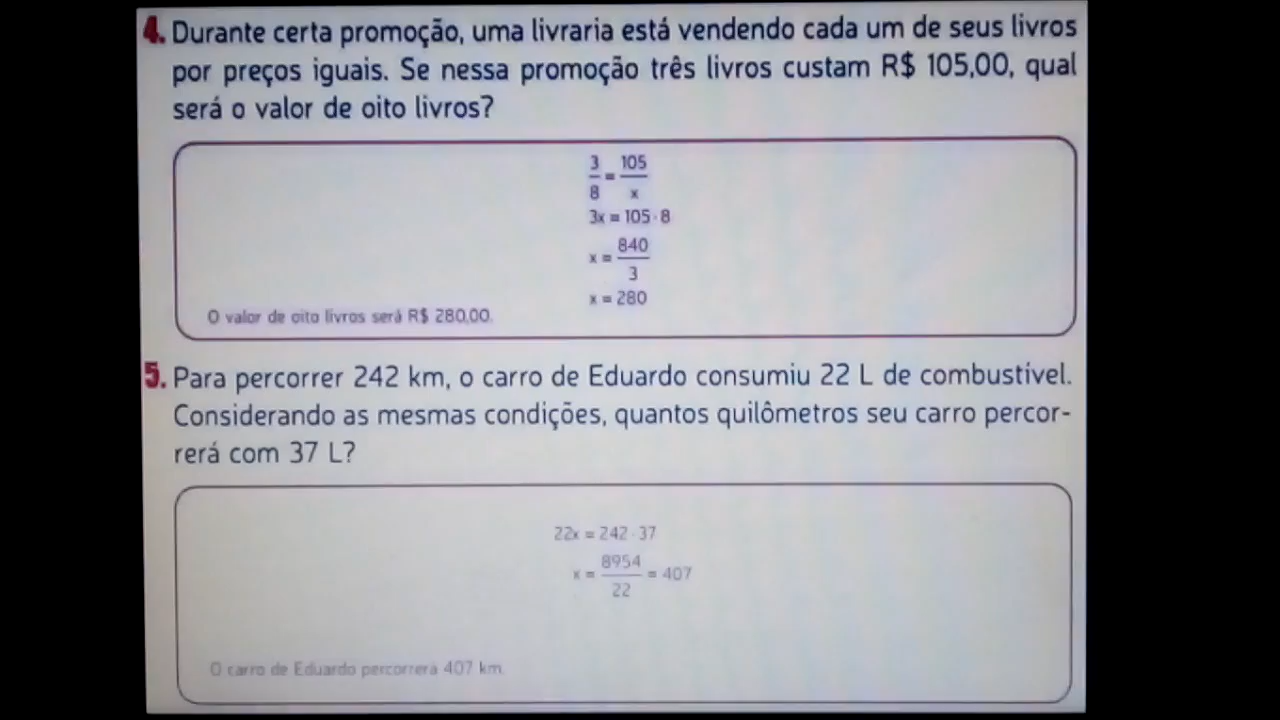 4. Durante certa promoção, uma livraria está vendendo cada um de seus livros
por preços iguais. Se nessa promoção três livros custam R$ 105,00, qual
será o valor de oito livros?
3/8 = 105/x
3x = 105·8
x = 840/3
x = 280
O valor de oito livros será R$ 280,00.
5. Para percorrer 242 km, o carro de Eduardo consumiu 22 L de combustível.
Considerando as mesmas condições, quantos quilômetros seu carro percor-
rerá com 37 L?
22x = 242·37
x = 8954/22 = 407
O carro de Eduardo percorrerá 407 km.